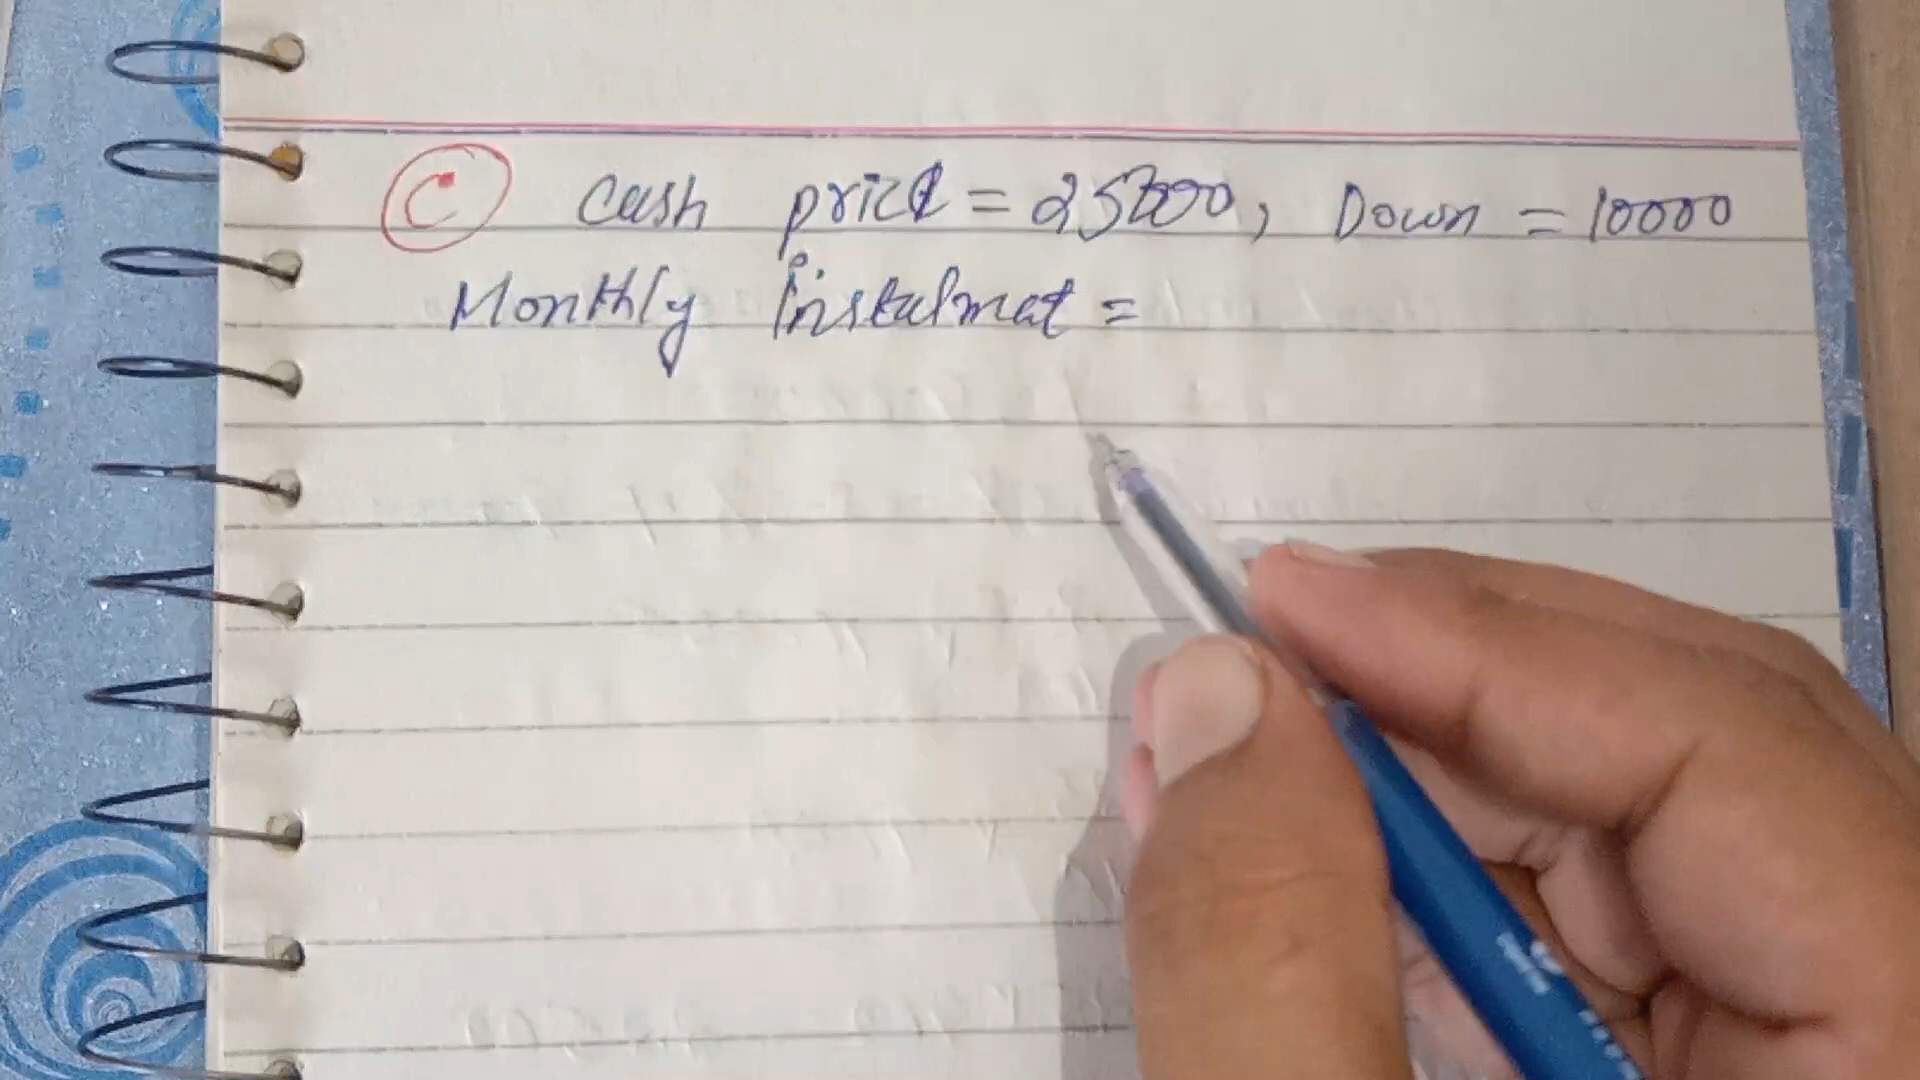 C Cash price = 25000, Down = 10000
Monthly instalmat =